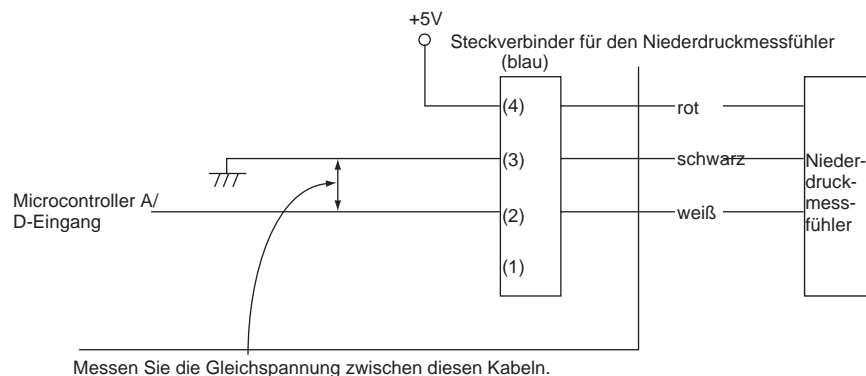 +5V
Steckverbinder für den Niederdruckmessfühler
(blau)
(4)
rot
(3)
schwarz
Nieder-
druck-
mess-
fühler
Microcontroller A/
D-Eingang
(2)
weiß
(1)
Messen Sie die Gleichspannung zwischen diesen Kabeln.